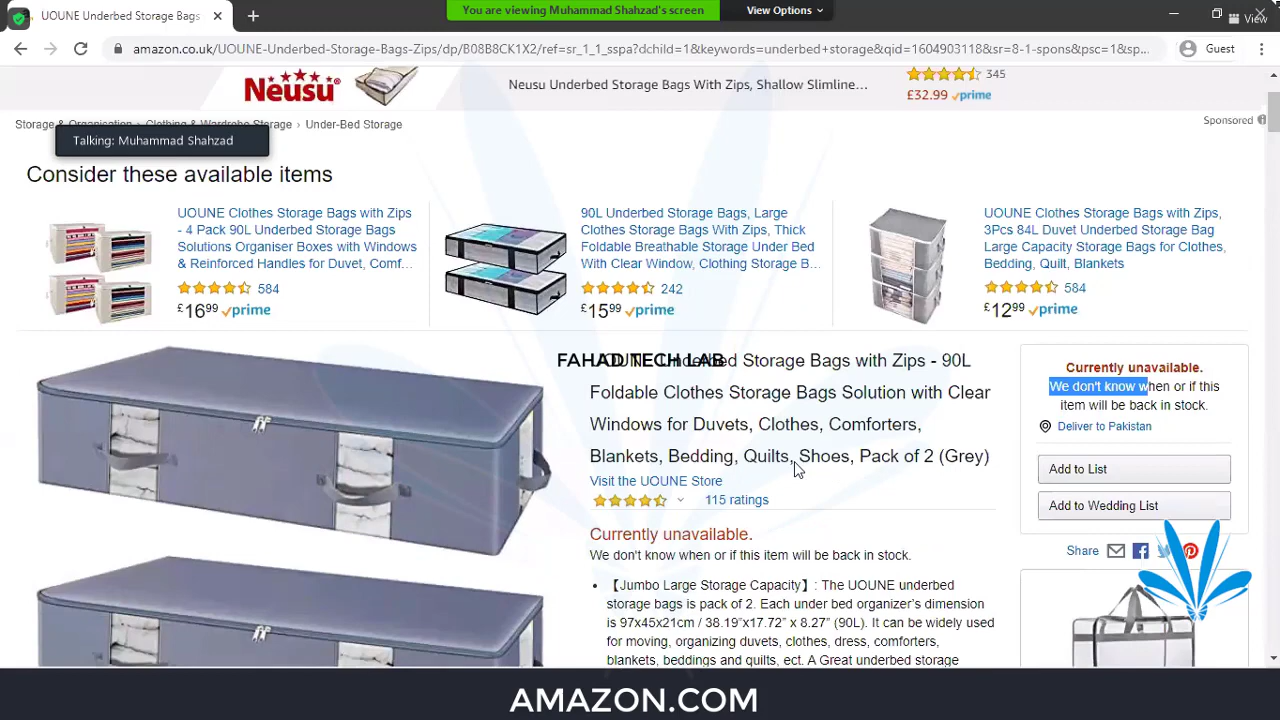 UOUNE Underbed Storage Bags
You are viewing Muhammad Shahzad's screen
View Options
View
amazon.co.uk/UOUNE-Underbed-Storage-Bags-Zips/dp/B08B8CK1X2/ref=sr_1_1_sspa?dchild=1&keywords=underbed+storage&qid=1604903118&sr=8-1-spons&psc=1&sp...
Guest
Neusu
Neusu Underbed Storage Bags With Zips, Shallow Slimline...
345
£32.99 prime
Storage & Organisation › Clothing & Wardrobe Storage › Under-Bed Storage
Sponsored
Talking: Muhammad Shahzad
Consider these available items
UOUNE Clothes Storage Bags with Zips
- 4 Pack 90L Underbed Storage Bags
Solutions Organiser Boxes with Windows
& Reinforced Handles for Duvet, Comf...
584
£16.99 prime
90L Underbed Storage Bags, Large
Clothes Storage Bags With Zips, Thick
Foldable Breathable Storage Under Bed
With Clear Window, Clothing Storage B...
242
£15.99 prime
UOUNE Clothes Storage Bags with Zips,
3Pcs 84L Duvet Underbed Storage Bag
Large Capacity Storage Bags for Clothes,
Bedding, Quilt, Blankets
584
£12.99 prime
FAHAD TECH LAB
UOUNE Underbed Storage Bags with Zips - 90L
Foldable Clothes Storage Bags Solution with Clear
Windows for Duvets, Clothes, Comforters,
Blankets, Bedding, Quilts, Shoes, Pack of 2 (Grey)
Visit the UOUNE Store
115 ratings
Currently unavailable.
We don't know when or if this item will be back in stock.
• 【Jumbo Large Storage Capacity】: The UOUNE underbed
storage bags is pack of 2. Each under bed organizer's dimension
is 97x45x21cm / 38.19"x17.72" x 8.27" (90L). It can be widely used
for moving, organizing duvets, clothes, dress, comforters,
blankets, beddings and quilts, ect. A Great underbed storage
Currently unavailable.
We don't know when or if this
item will be back in stock.
Deliver to Pakistan
Add to List
Add to Wedding List
Share
AMAZON.COM